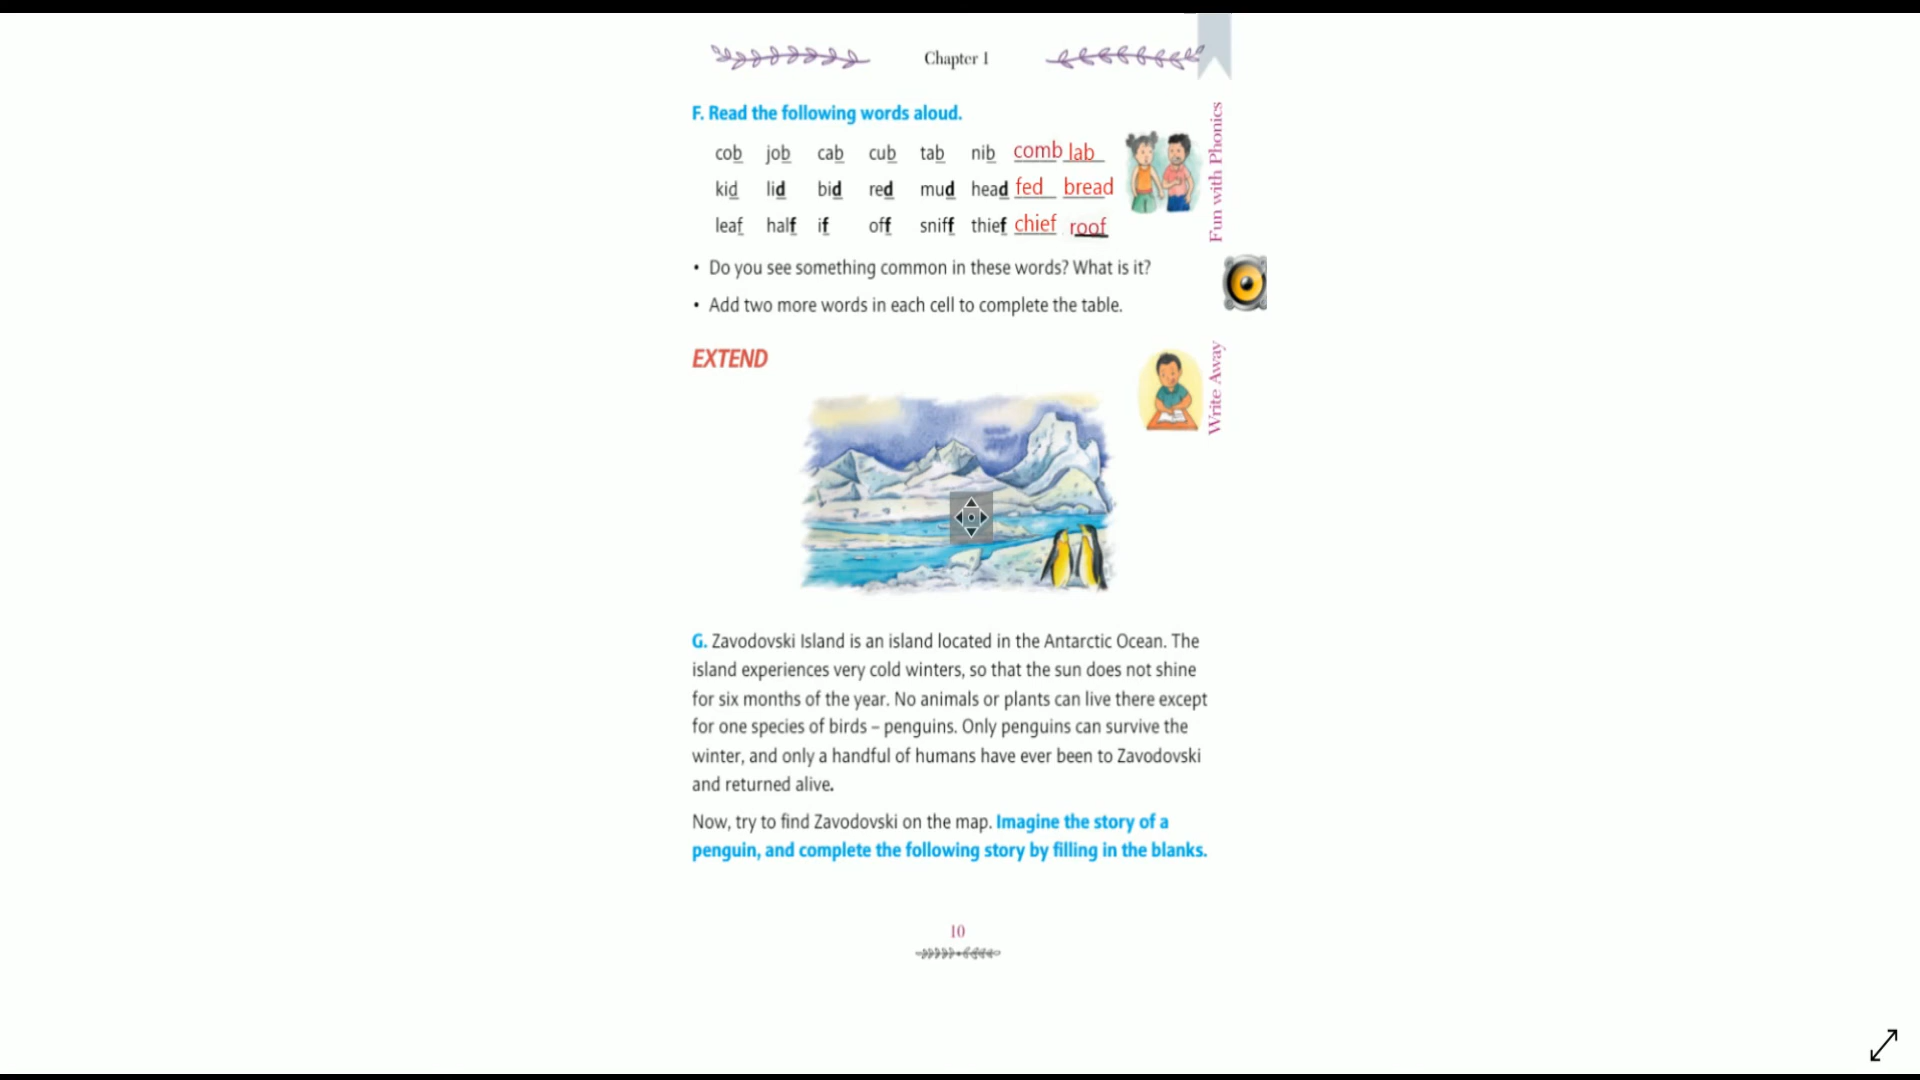 Chapter 1
F. Read the following words aloud.
cob job cab cub tab nib comb lab
kid lid bid red mud head fed bread
leaf half if off sniff thief chief roof
• Do you see something common in these words? What is it?
• Add two more words in each cell to complete the table.
Fun with Phonics
EXTEND
Write Away
G. Zavodovski Island is an island located in the Antarctic Ocean. The
island experiences very cold winters, so that the sun does not shine
for six months of the year. No animals or plants can live there except
for one species of birds – penguins. Only penguins can survive the
winter, and only a handful of humans have ever been to Zavodovski
and returned alive.
Now, try to find Zavodovski on the map. Imagine the story of a
penguin, and complete the following story by filling in the blanks.
10